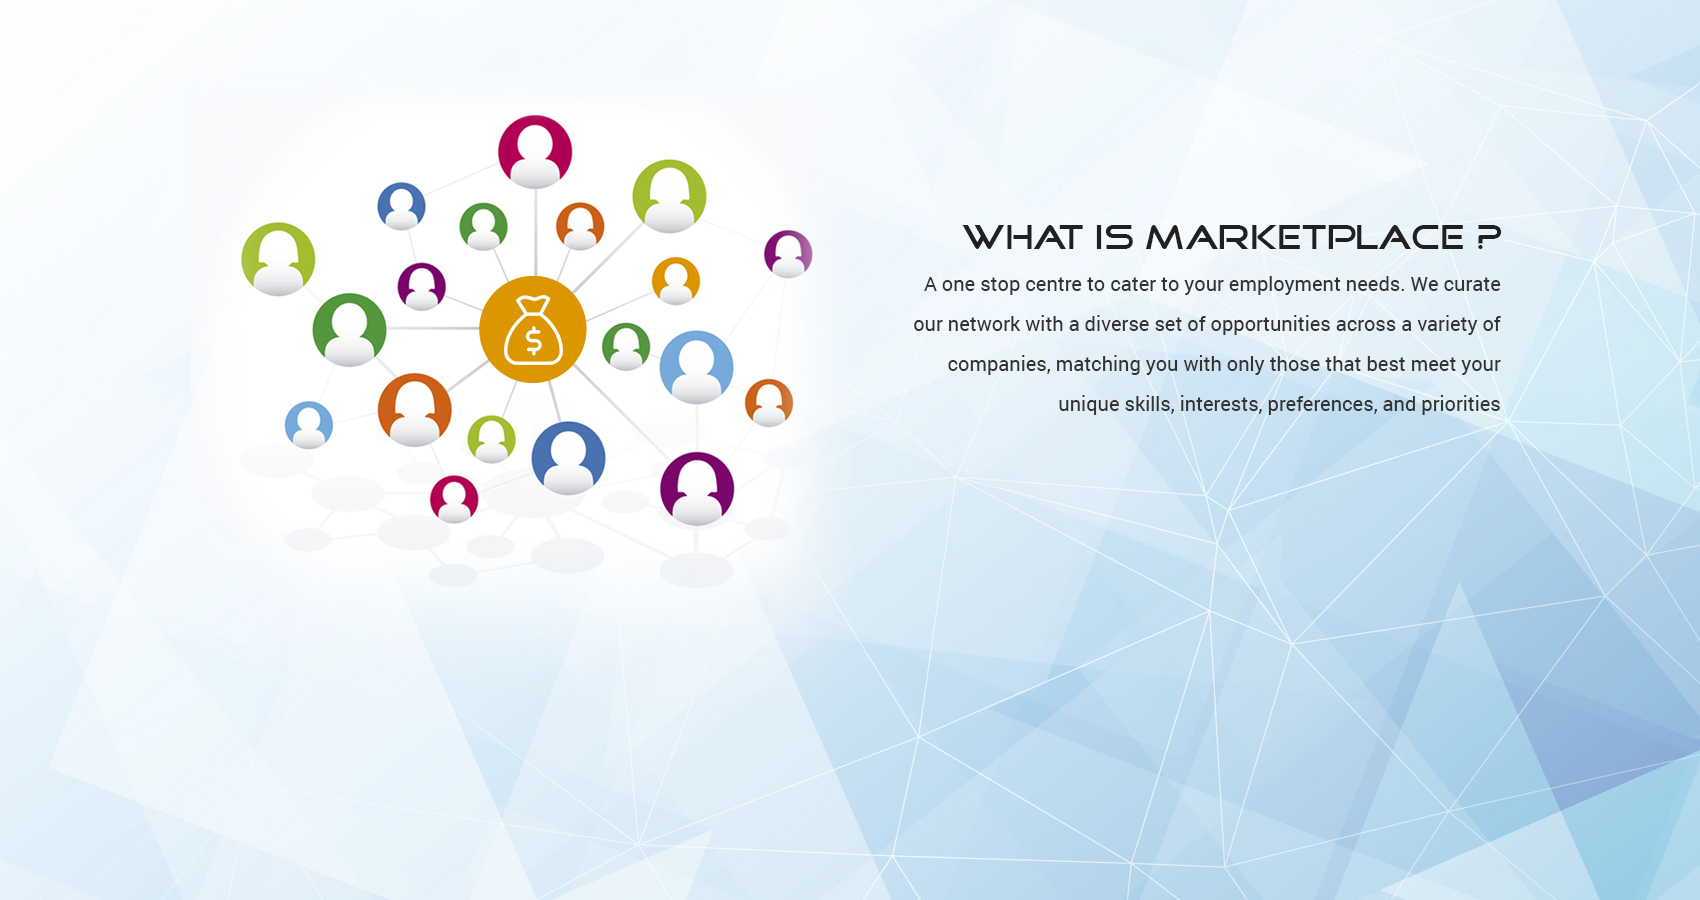 WHAT IS MARKETPLACE ?
A one stop centre to cater to your employment needs. We curate
our network with a diverse set of opportunities across a variety of
companies, matching you with only those that best meet your
unique skills, interests, preferences, and priorities
$